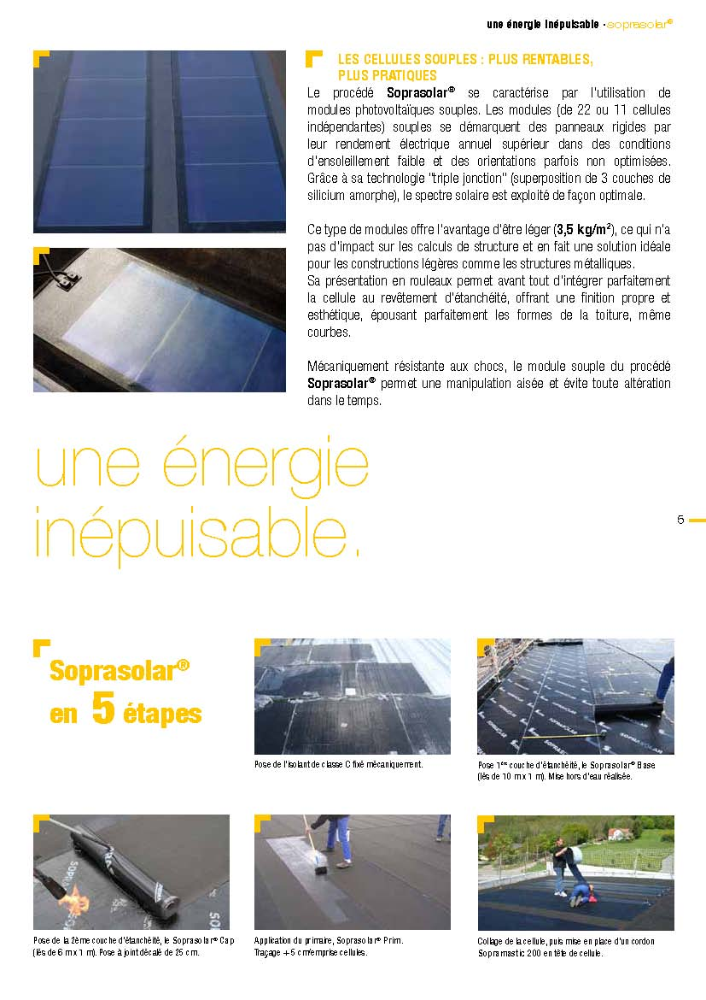 une énergie inépuisable · soprasolar®
LES CELLULES SOUPLES : PLUS RENTABLES,
PLUS PRATIQUES
Le procédé Soprasolar® se caractérise par l'utilisation de
modules photovoltaïques souples. Les modules (de 22 ou 11 cellules
indépendantes) souples se démarquent des panneaux rigides par
leur rendement électrique annuel supérieur dans des conditions
d'ensoleillement faible et des orientations parfois non optimisées.
Grâce à sa technologie "triple jonction" (superposition de 3 couches de
silicium amorphe), le spectre solaire est exploité de façon optimale.
Ce type de modules offre l'avantage d'être léger (3,5 kg/m²), ce qui n'a
pas d'impact sur les calculs de structure et en fait une solution idéale
pour les constructions légères comme les structures métalliques.
Sa présentation en rouleaux permet avant tout d'intégrer parfaitement
la cellule au revêtement d'étanchéité, offrant une finition propre et
esthétique, épousant parfaitement les formes de la toiture, même
courbes.
Mécaniquement résistante aux chocs, le module souple du procédé
Soprasolar® permet une manipulation aisée et évite toute altération
dans le temps.
une énergie
inépuisable.
5
Soprasolar®
en 5 étapes
Pose de l'isolant de classe C fixé mécaniquement.
Pose 1ère couche d'étanchéité, le Soprasolar® Base
(lés de 10 m x 1 m). Mise hors d'eau réalisée.
Pose de la 2ème couche d'étanchéité, le Soprasolar® Cap
(lés de 6 m x 1 m). Pose à joint décalé de 25 cm.
Application du primaire, Soprasolar® Prim.
Traçage + 5 cm/emprise cellules.
Collage de la cellule, puis mise en place d'un cordon
Sopramastic 200 en tête de cellule.